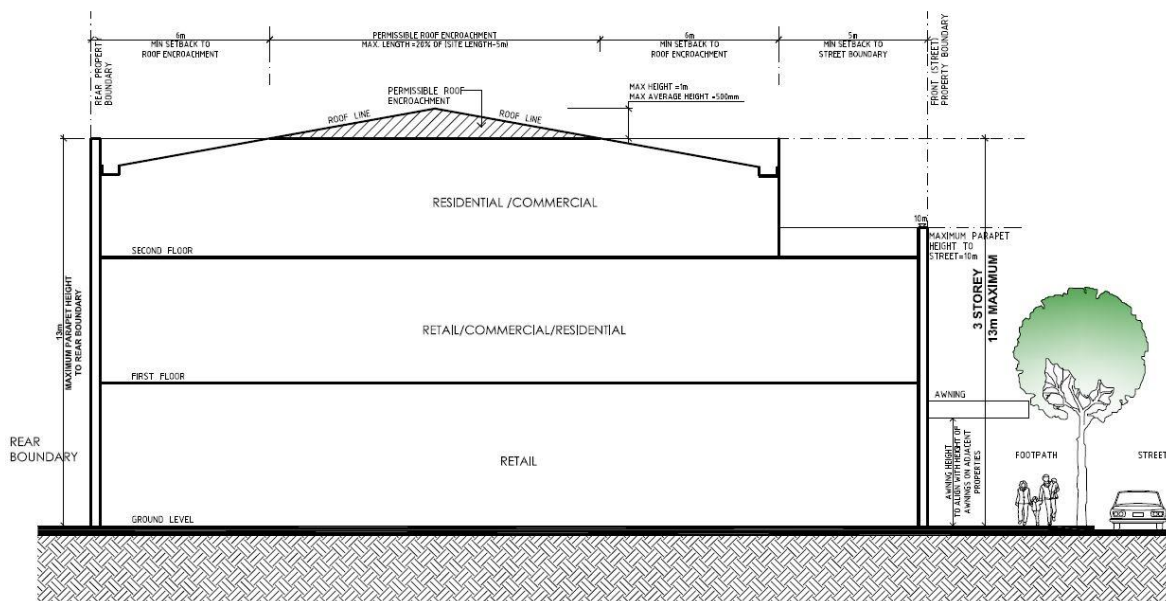 6m
MIN SETBACK TO
ROOF ENCROACHMENT
PERMISSIBLE ROOF ENCROACHMENT
MAX. LENGTH =20% OF (SITE LENGTH-5m)
6m
MIN SETBACK TO
ROOF ENCROACHMENT
5m
MIN SETBACK TO
STREET BOUNDARY
REAR PROPERTY
BOUNDARY
FRONT (STREET)
PROPERTY BOUNDARY
PERMISSIBLE ROOF
ENCROACHMENT
MAX HEIGHT =1m
MAX AVERAGE HEIGHT =500mm
ROOF LINE
ROOF LINE
RESIDENTIAL /COMMERCIAL
10m
MAXIMUM PARAPET
HEIGHT TO
STREET=10m
SECOND FLOOR
13m
MAXIMUM PARAPET HEIGHT
TO REAR BOUNDARY
3 STOREY
13m MAXIMUM
RETAIL/COMMERCIAL/RESIDENTIAL
FIRST FLOOR
AWNING
REAR
BOUNDARY
RETAIL
AWNING HEIGHT
TO ALIGN WITH HEIGHT OF
AWNINGS ON ADJACENT
PROPERTIES
FOOTPATH
STREET
GROUND LEVEL